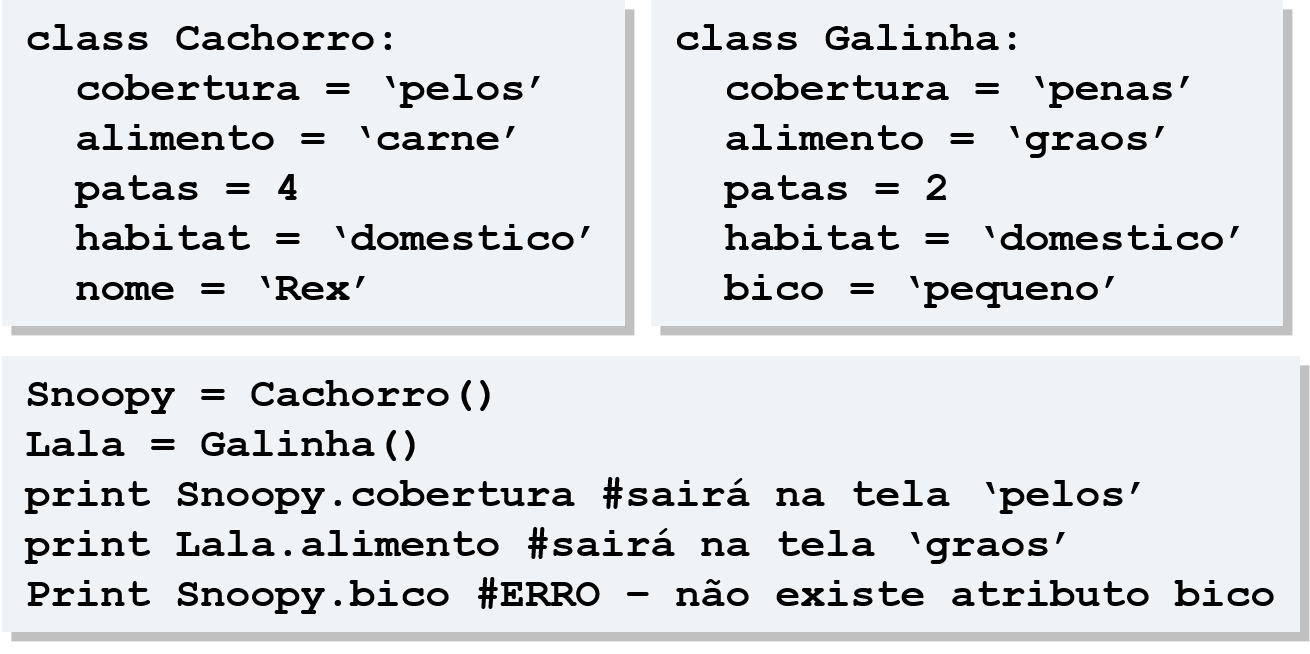 class Cachorro:
cobertura = ‘pelos’
alimento = ‘carne’
patas = 4
habitat = ‘domestico’
nome = ‘Rex’
class Galinha:
cobertura = ‘penas’
alimento = ‘graos’
patas = 2
habitat = ‘domestico’
bico = ‘pequeno’
Snoopy = Cachorro()
Lala = Galinha()
print Snoopy.cobertura #sairá na tela ‘pelos’
print Lala.alimento #sairá na tela ‘graos’
Print Snoopy.bico #ERRO – não existe atributo bico